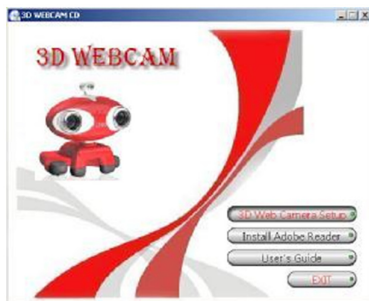 3D WEBCAM CD
3D WEBCAM
3D Web Camera Setup
Install Adobe Reader
User's Guide
EXIT